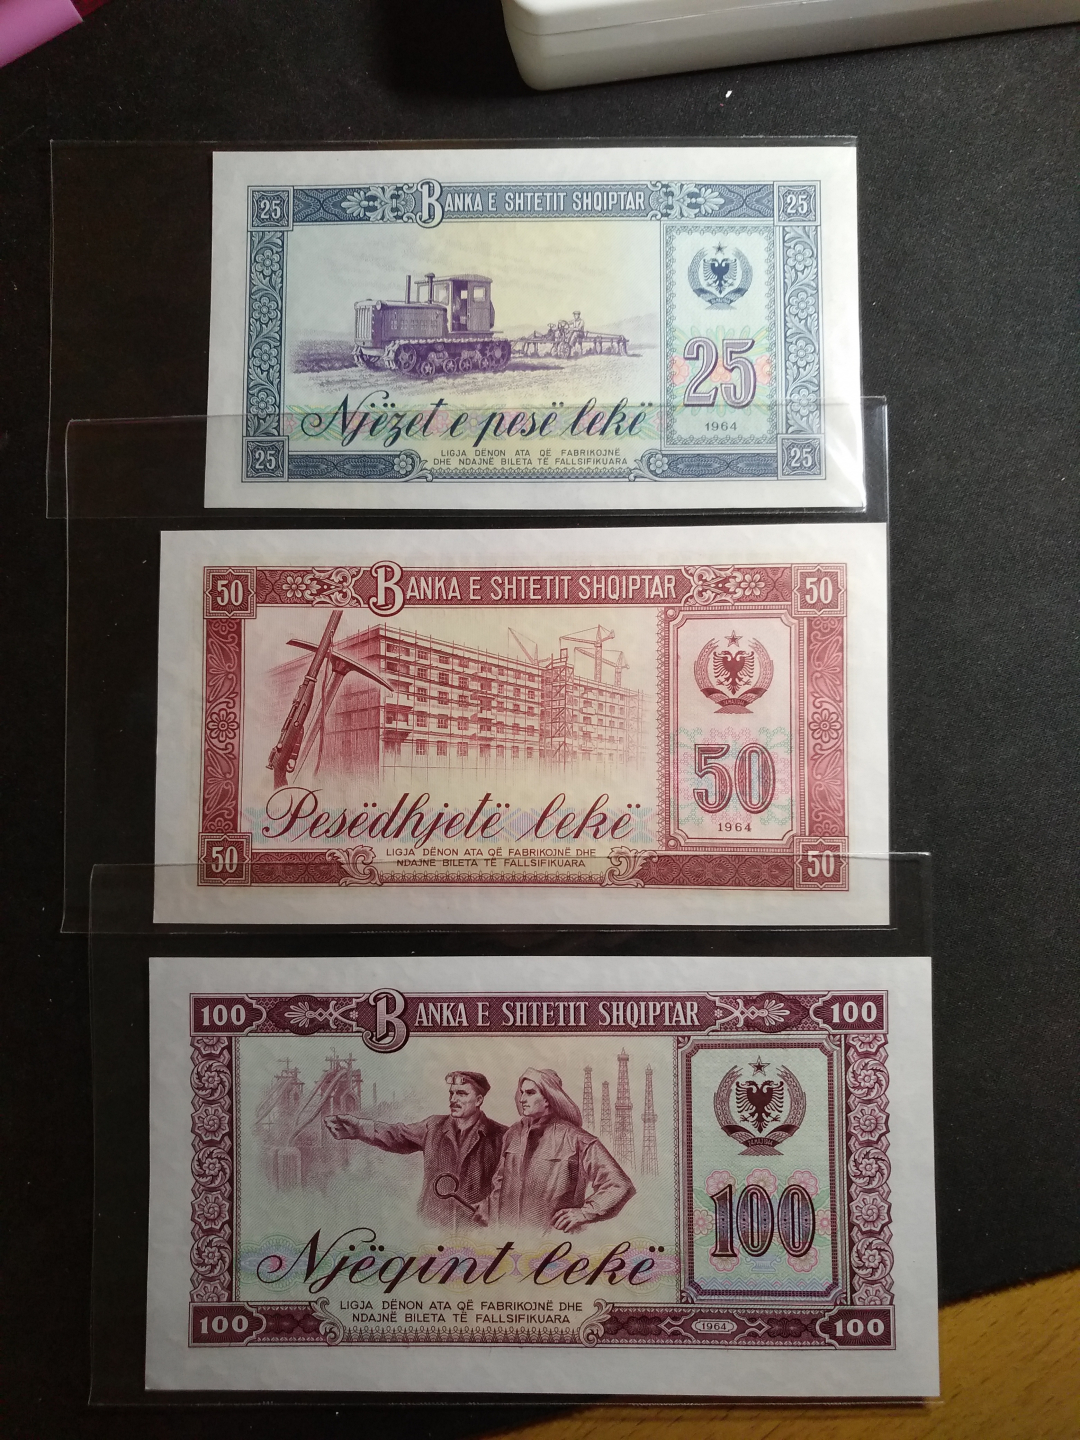 25
BANKA E SHTETIT SHQIPTAR
25
25
1964
Njëzet e pesë lekë
LIGJA DËNON ATA QË FABRIKOJNË
DHE NDAJNË BILETA TË FALLSIFIKUARA
25
25
50
BANKA E SHTETIT SHQIPTAR
50
50
1964
Pesëdhjetë lekë
LIGJA DËNON ATA QË FABRIKOJNË DHE
NDAJNË BILETA TË FALLSIFIKUARA
50
50
100
BANKA E SHTETIT SHQIPTAR
100
100
Njëqint lekë
LIGJA DËNON ATA QË FABRIKOJNË DHE
NDAJNË BILETA TË FALLSIFIKUARA
100
1964
100